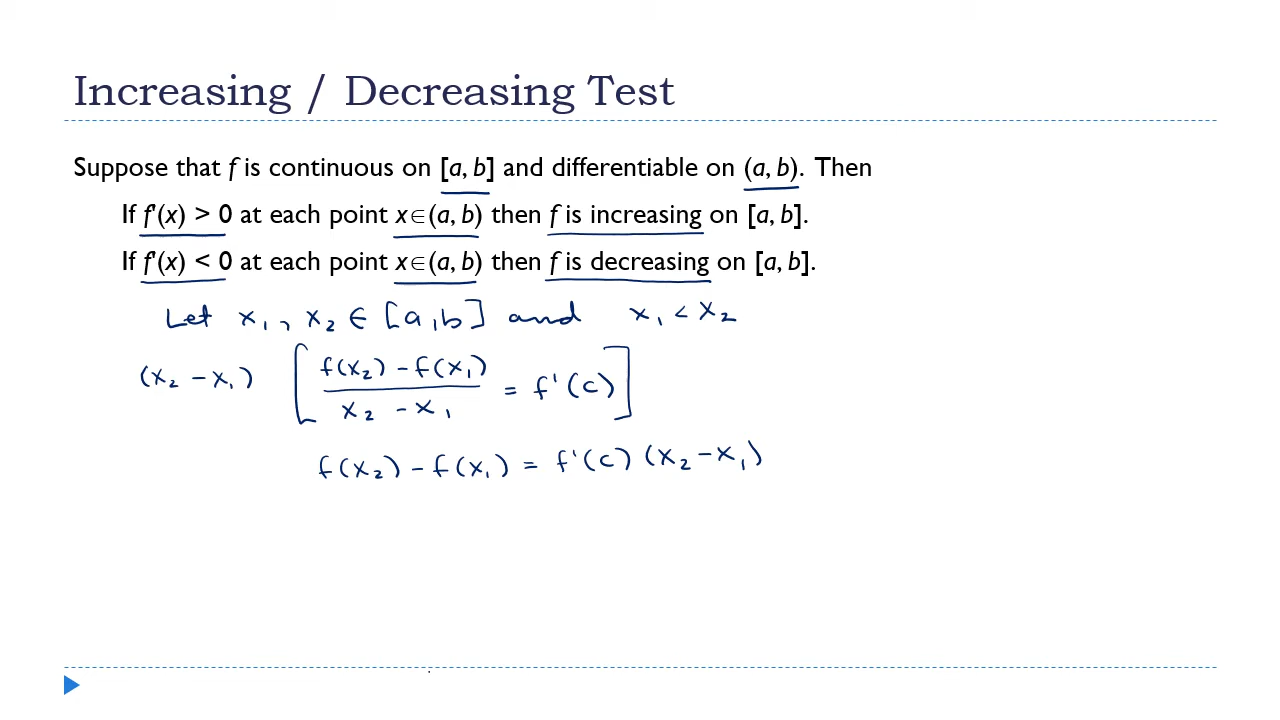 Increasing / Decreasing Test
Suppose that f is continuous on [a, b] and differentiable on (a, b). Then
If f'(x) > 0 at each point x∈(a, b) then f is increasing on [a, b].
If f'(x) < 0 at each point x∈(a, b) then f is decreasing on [a, b].
Let x₁, x₂ ∈ [a, b] and x₁ < x₂
(x₂ - x₁) [ (f(x₂) - f(x₁)) / (x₂ - x₁) = f'(c) ]
f(x₂) - f(x₁) = f'(c) (x₂ - x₁)